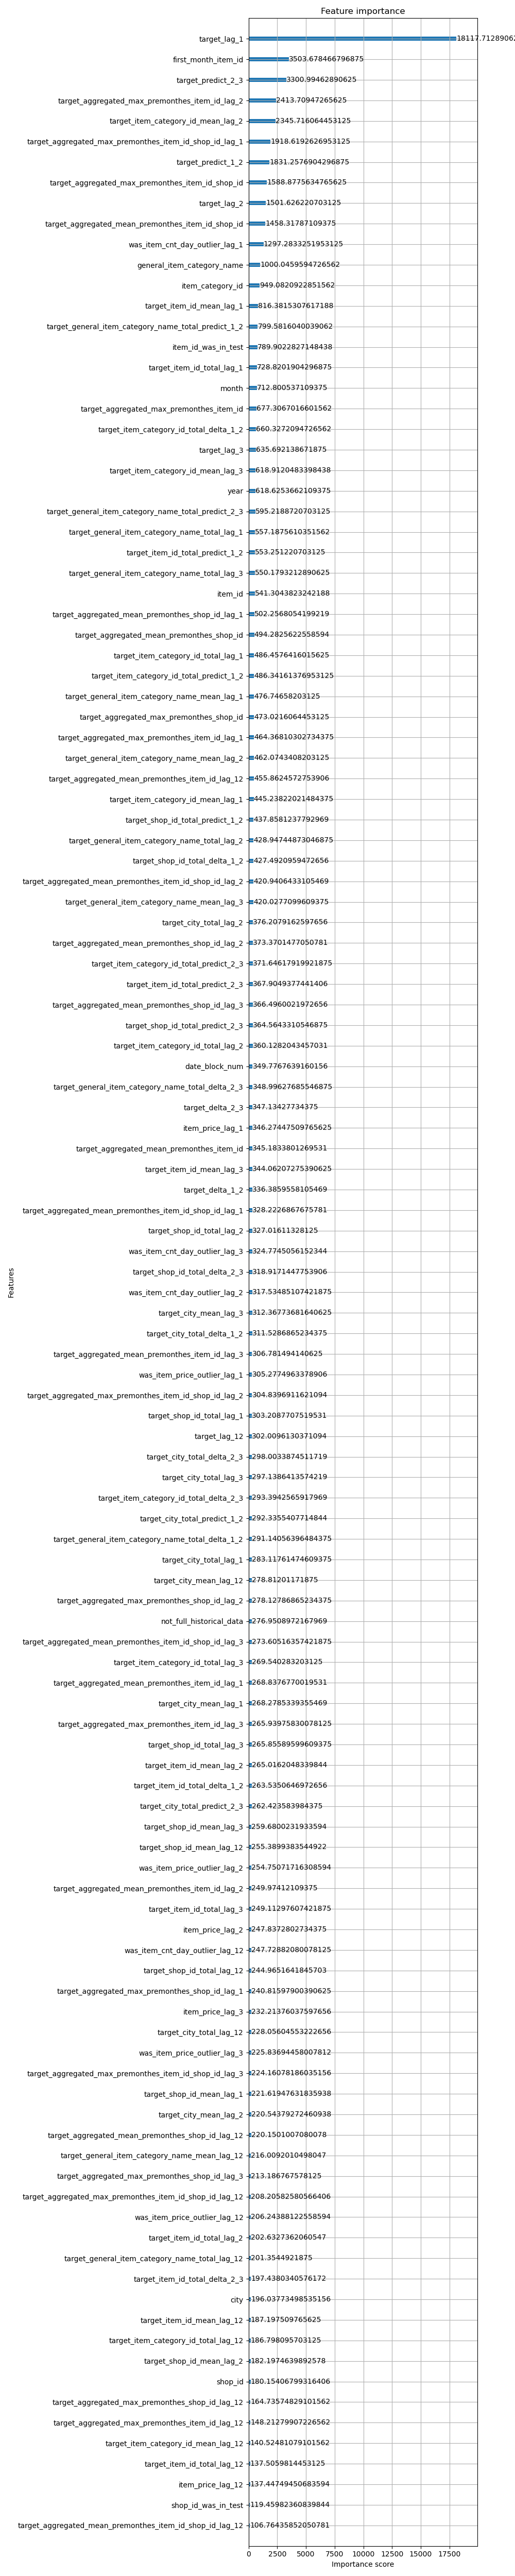 Feature importance
target_lag_1 18117.71289062
first_month_item_id 3503.678466796875
target_predict_2_3 3300.99462890625
target_aggregated_max_premonthes_item_id_lag_2 2413.70947265625
target_item_category_id_mean_lag_2 2345.716064453125
target_aggregated_max_premonthes_item_id_shop_id_lag_1 1918.6192626953125
target_predict_1_2 1831.2576904296875
target_aggregated_max_premonthes_item_id_shop_id 1588.8775634765625
target_lag_2 1501.626220703125
target_aggregated_mean_premonthes_item_id_shop_id 1458.31787109375
was_item_cnt_day_outlier_lag_1 1297.2833251953125
general_item_category_name 1000.0459594726562
item_category_id 949.0820922851562
target_item_id_mean_lag_1 816.3815307617188
target_general_item_category_name_total_predict_1_2 799.5816040039062
item_id_was_in_test 789.9022827148438
target_item_id_total_lag_1 728.8201904296875
month 712.800537109375
target_aggregated_max_premonthes_item_id 677.3067016601562
target_item_category_id_total_delta_1_2 660.3272094726562
target_lag_3 635.692138671875
target_item_category_id_mean_lag_3 618.9120483398438
year 618.6253662109375
target_general_item_category_name_total_predict_2_3 595.2188720703125
target_general_item_category_name_total_lag_1 557.1875610351562
target_item_id_total_predict_1_2 553.251220703125
target_general_item_category_name_total_lag_3 550.1793212890625
item_id 541.3043823242188
target_aggregated_mean_premonthes_shop_id_lag_1 502.2568054199219
target_aggregated_mean_premonthes_shop_id 494.2825622558594
target_item_category_id_total_lag_1 486.4576416015625
target_item_category_id_total_predict_1_2 486.34161376953125
target_general_item_category_name_mean_lag_1 476.74658203125
target_aggregated_max_premonthes_shop_id 473.0216064453125
target_aggregated_max_premonthes_item_id_lag_1 464.36810302734375
target_general_item_category_name_mean_lag_2 462.0743408203125
target_aggregated_mean_premonthes_item_id_lag_12 455.8624572753906
target_item_category_id_mean_lag_1 445.23822021484375
target_shop_id_total_predict_1_2 437.8581237792969
target_general_item_category_name_total_lag_2 428.94744873046875
target_shop_id_total_delta_1_2 427.4920959472656
target_aggregated_mean_premonthes_item_id_shop_id_lag_2 420.9406433105469
target_general_item_category_name_mean_lag_3 420.0277099609375
target_city_total_lag_2 376.2079162597656
target_aggregated_mean_premonthes_shop_id_lag_2 373.3701477050781
target_item_category_id_total_predict_2_3 371.64617919921875
target_item_id_total_predict_2_3 367.9049377441406
target_aggregated_mean_premonthes_shop_id_lag_3 366.4960021972656
target_shop_id_total_predict_2_3 364.5643310546875
target_item_category_id_total_lag_2 360.1282043457031
date_block_num 349.7767639160156
target_general_item_category_name_total_delta_2_3 348.99627685546875
target_delta_2_3 347.13427734375
item_price_lag_1 346.27447509765625
target_aggregated_mean_premonthes_item_id 345.1833801269531
target_item_id_mean_lag_3 344.06207275390625
target_delta_1_2 336.3859558105469
target_aggregated_mean_premonthes_item_id_shop_id_lag_1 328.2226867675781
target_shop_id_total_lag_2 327.01611328125
was_item_cnt_day_outlier_lag_3 324.7745056152344
target_shop_id_total_delta_2_3 318.9171447753906
was_item_cnt_day_outlier_lag_2 317.53485107421875
target_city_mean_lag_3 312.36773681640625
target_city_total_delta_1_2 311.5286865234375
target_aggregated_mean_premonthes_item_id_lag_3 306.781494140625
was_item_price_outlier_lag_1 305.2774963378906
target_aggregated_max_premonthes_item_id_shop_id_lag_2 304.8396911621094
target_shop_id_total_lag_1 303.2087707519531
target_lag_12 302.0096130371094
target_city_total_delta_2_3 298.0033874511719
target_city_total_lag_3 297.1386413574219
target_item_category_id_total_delta_2_3 293.3942565917969
target_city_total_predict_1_2 292.3355407714844
target_general_item_category_name_total_delta_1_2 291.14056396484375
target_city_total_lag_1 283.11761474609375
target_city_mean_lag_12 278.81201171875
target_aggregated_max_premonthes_shop_id_lag_2 278.12786865234375
not_full_historical_data 276.9508972167969
target_aggregated_mean_premonthes_item_id_shop_id_lag_3 273.60516357421875
target_item_category_id_total_lag_3 269.540283203125
target_aggregated_mean_premonthes_item_id_lag_1 268.8376770019531
target_city_mean_lag_1 268.2785339355469
target_aggregated_max_premonthes_item_id_lag_3 265.93975830078125
target_shop_id_total_lag_3 265.85589599609375
target_item_id_mean_lag_2 265.0162048339844
target_item_id_total_delta_1_2 263.5350646972656
target_city_total_predict_2_3 262.423583984375
target_shop_id_mean_lag_3 259.6800231933594
target_shop_id_mean_lag_12 255.3899383544922
was_item_price_outlier_lag_2 254.75071716308594
target_aggregated_mean_premonthes_item_id_lag_2 249.97412109375
target_item_id_total_lag_3 249.11297607421875
item_price_lag_2 247.8372802734375
was_item_cnt_day_outlier_lag_12 247.72882080078125
target_shop_id_total_lag_12 244.9651641845703
target_aggregated_max_premonthes_shop_id_lag_1 240.81597900390625
item_price_lag_3 232.21376037597656
target_city_total_lag_12 228.05604553222656
was_item_price_outlier_lag_3 225.83694458007812
target_aggregated_max_premonthes_item_id_shop_id_lag_3 224.16078186035156
target_shop_id_mean_lag_1 221.61947631835938
target_city_mean_lag_2 220.54379272460938
target_aggregated_mean_premonthes_shop_id_lag_12 220.1501007080078
target_general_item_category_name_mean_lag_12 216.0092010498047
target_aggregated_max_premonthes_shop_id_lag_3 213.186767578125
target_aggregated_max_premonthes_item_id_shop_id_lag_12 208.20582580566406
was_item_price_outlier_lag_12 206.24388122558594
target_item_id_total_lag_2 202.6327362060547
target_general_item_category_name_total_lag_12 201.3544921875
target_item_id_total_delta_2_3 197.4380340576172
city 196.03773498535156
target_item_id_mean_lag_12 187.197509765625
target_item_category_id_total_lag_12 186.798095703125
target_shop_id_mean_lag_2 182.1974639892578
shop_id 180.15406799316406
target_aggregated_max_premonthes_shop_id_lag_12 164.73574829101562
target_aggregated_max_premonthes_item_id_lag_12 148.21279907226562
target_item_category_id_mean_lag_12 140.52481079101562
target_item_id_total_lag_12 137.5059814453125
item_price_lag_12 137.44749450683594
shop_id_was_in_test 119.45982360839844
target_aggregated_mean_premonthes_item_id_shop_id_lag_12 106.76435852050781
0 2500 5000 7500 10000 12500 15000 17500
Importance score
Features